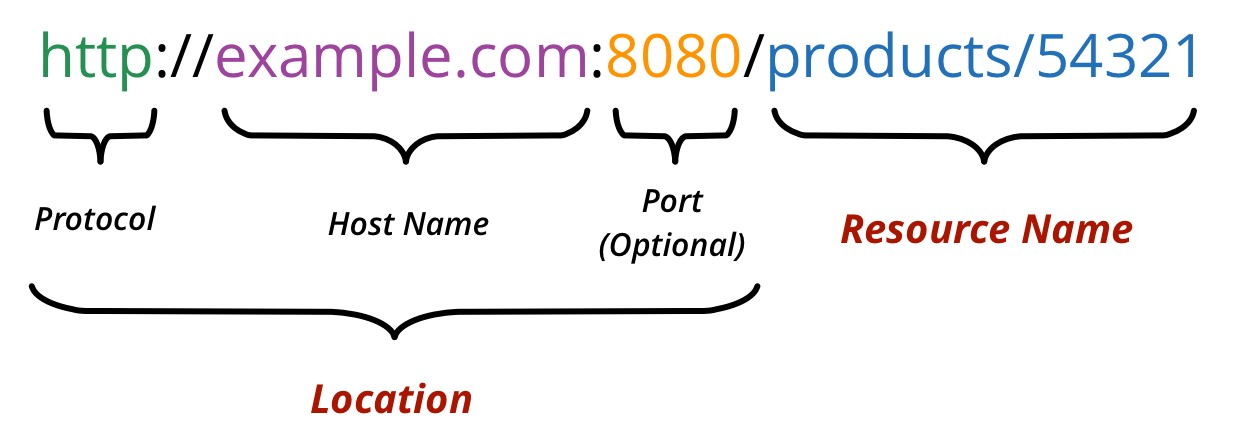 http://example.com:8080/products/54321
Protocol
Host Name
Port
(Optional)
Resource Name
Location